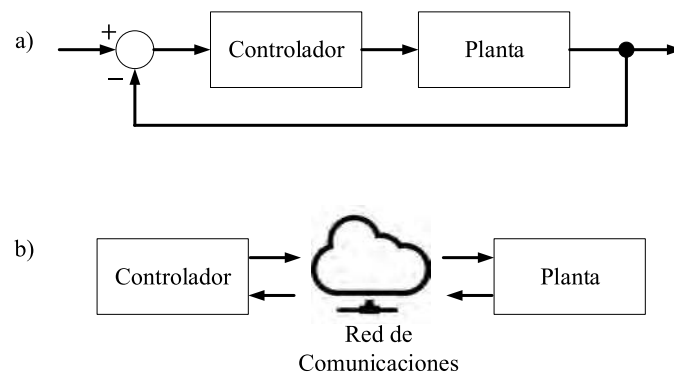 a)
+
−
Controlador
Planta
b)
Controlador
Planta
Red de
Comunicaciones